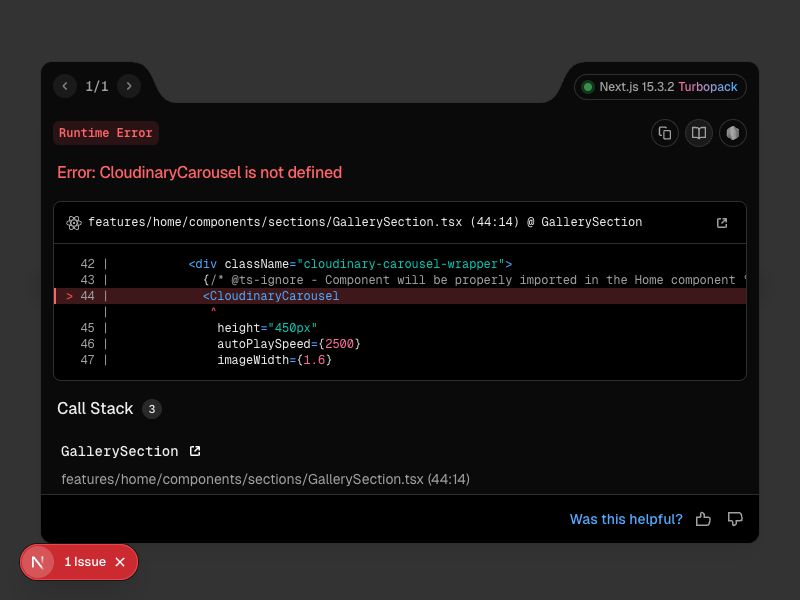 1/1
Next.js 15.3.2 Turbopack
Runtime Error
Error: CloudinaryCarousel is not defined
features/home/components/sections/GallerySection.tsx (44:14) @ GallerySection
42 | <div className="cloudinary-carousel-wrapper">
43 | {/* @ts-ignore - Component will be properly imported in the Home component
> 44 | <CloudinaryCarousel
| ^
45 | height="450px"
46 | autoPlaySpeed={2500}
47 | imageWidth={1.6}
Call Stack 3
GallerySection
features/home/components/sections/GallerySection.tsx (44:14)
Was this helpful?
N 1 Issue